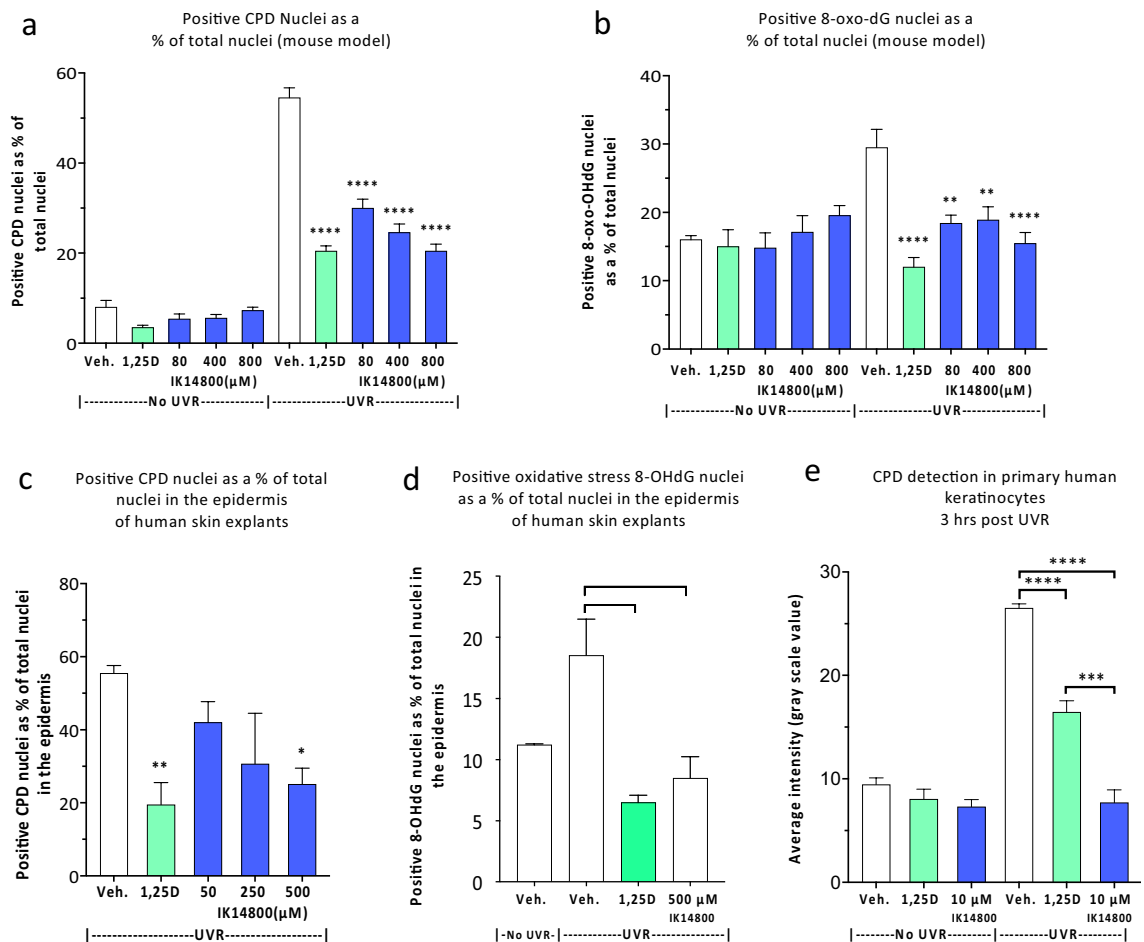 a
Positive CPD Nuclei as a
% of total nuclei (mouse model)
Positive CPD nuclei as % of
total nuclei
60
40
20
0
****
****
****
****
Veh. 1,25D 80 400 800 Veh. 1,25D 80 400 800
IK14800(µM) IK14800(µM)
|-------------No UVR-------------|---------------UVR----------------|
b
Positive 8-oxo-dG nuclei as a
% of total nuclei (mouse model)
Positive 8-oxo-OHdG nuclei
as a % of total nuclei
40
30
20
10
0
****
**
**
****
Veh. 1,25D 80 400 800 Veh. 1,25D 80 400 800
IK14800(µM) IK14800(µM)
|-------------No UVR-------------|---------------UVR----------------|
c
Positive CPD nuclei as a % of total
nuclei in the epidermis
of human skin explants
Positive CPD nuclei as % of total nuclei
in the epidermis
80
60
40
20
0
**
*
Veh. 1,25D 50 250 500
IK14800(µM)
|--------------------UVR--------------------|
d
Positive oxidative stress 8-OHdG nuclei
as a % of total nuclei in the epidermis
of human skin explants
Positive 8-OHdG nuclei as % of total nuclei in
the epidermis
25
20
15
10
5
0
Veh. Veh. 1,25D 500 µM
IK14800
|-No UVR-|-------------UVR---------------|
e
CPD detection in primary human
keratinocytes
3 hrs post UVR
Average intensity (gray scale value)
30
20
10
0
****
****
***
Veh. 1,25D 10 µM Veh. 1,25D 10 µM
IK14800 IK14800
|----------No UVR----------|-----------UVR-----------|